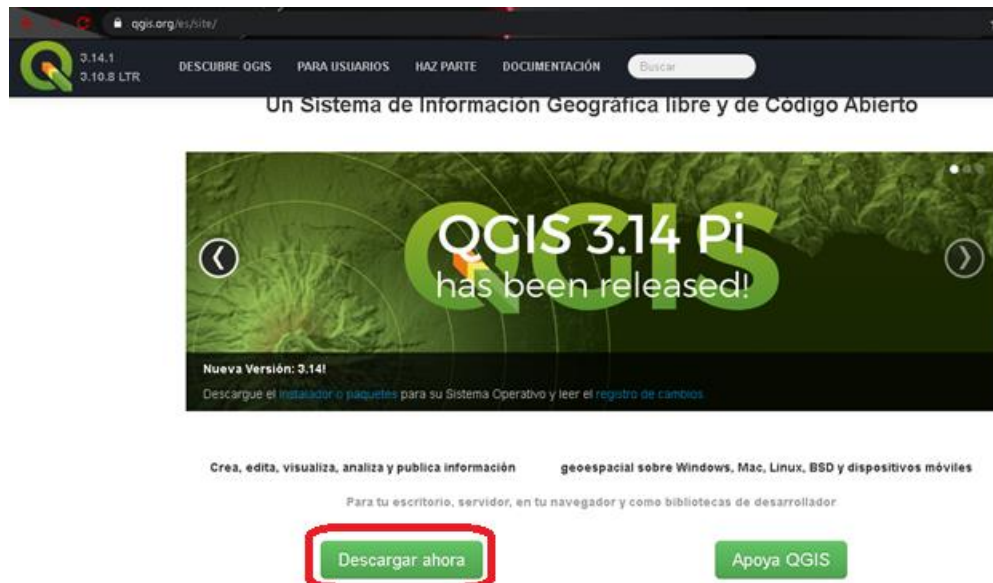 qgis.org/es/site/
3.14.1
3.10.8 LTR
DESCUBRE QGIS PARA USUARIOS HAZ PARTE DOCUMENTACIÓN Buscar
Un Sistema de Información Geográfica libre y de Código Abierto
QGIS
QGIS 3.14 Pi
has been released!
Nueva Versión: 3.14!
Descargue el instalador o paquetes para su Sistema Operativo y leer el registro de cambios.
Crea, edita, visualiza, analiza y publica información geoespacial sobre Windows, Mac, Linux, BSD y dispositivos móviles
Para tu escritorio, servidor, en tu navegador y como bibliotecas de desarrollador
Descargar ahora Apoya QGIS